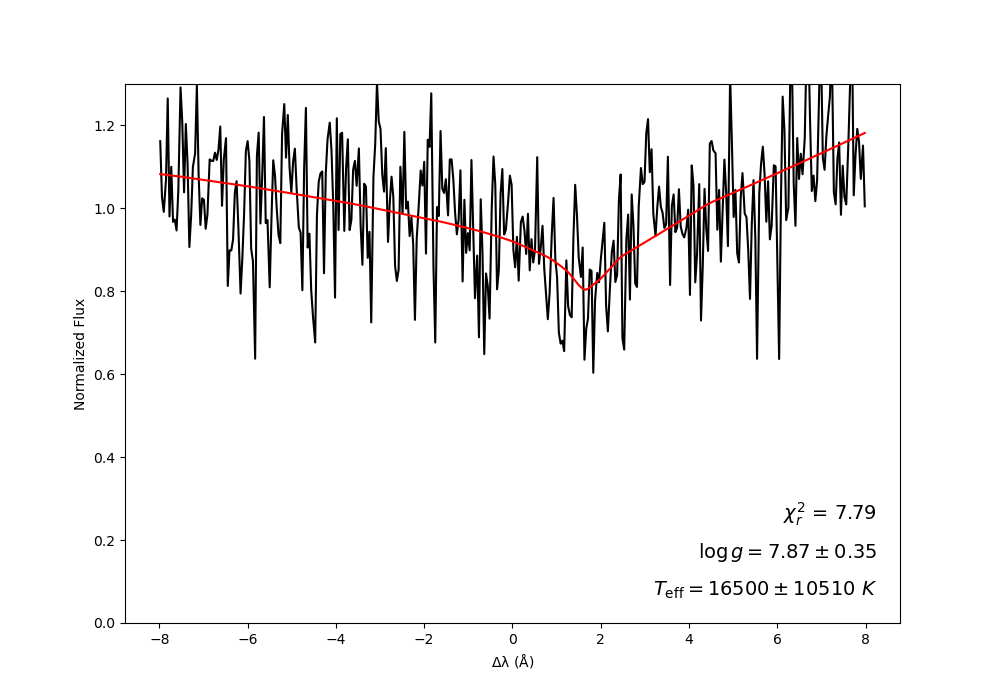 1.2
1.0
0.8
0.6
0.4
0.2
0.0
Normalized Flux
χ²ᵣ = 7.79
log g = 7.87 ± 0.35
T_eff = 16500 ± 10510 K
−8 −6 −4 −2 0 2 4 6 8
Δλ (Å)